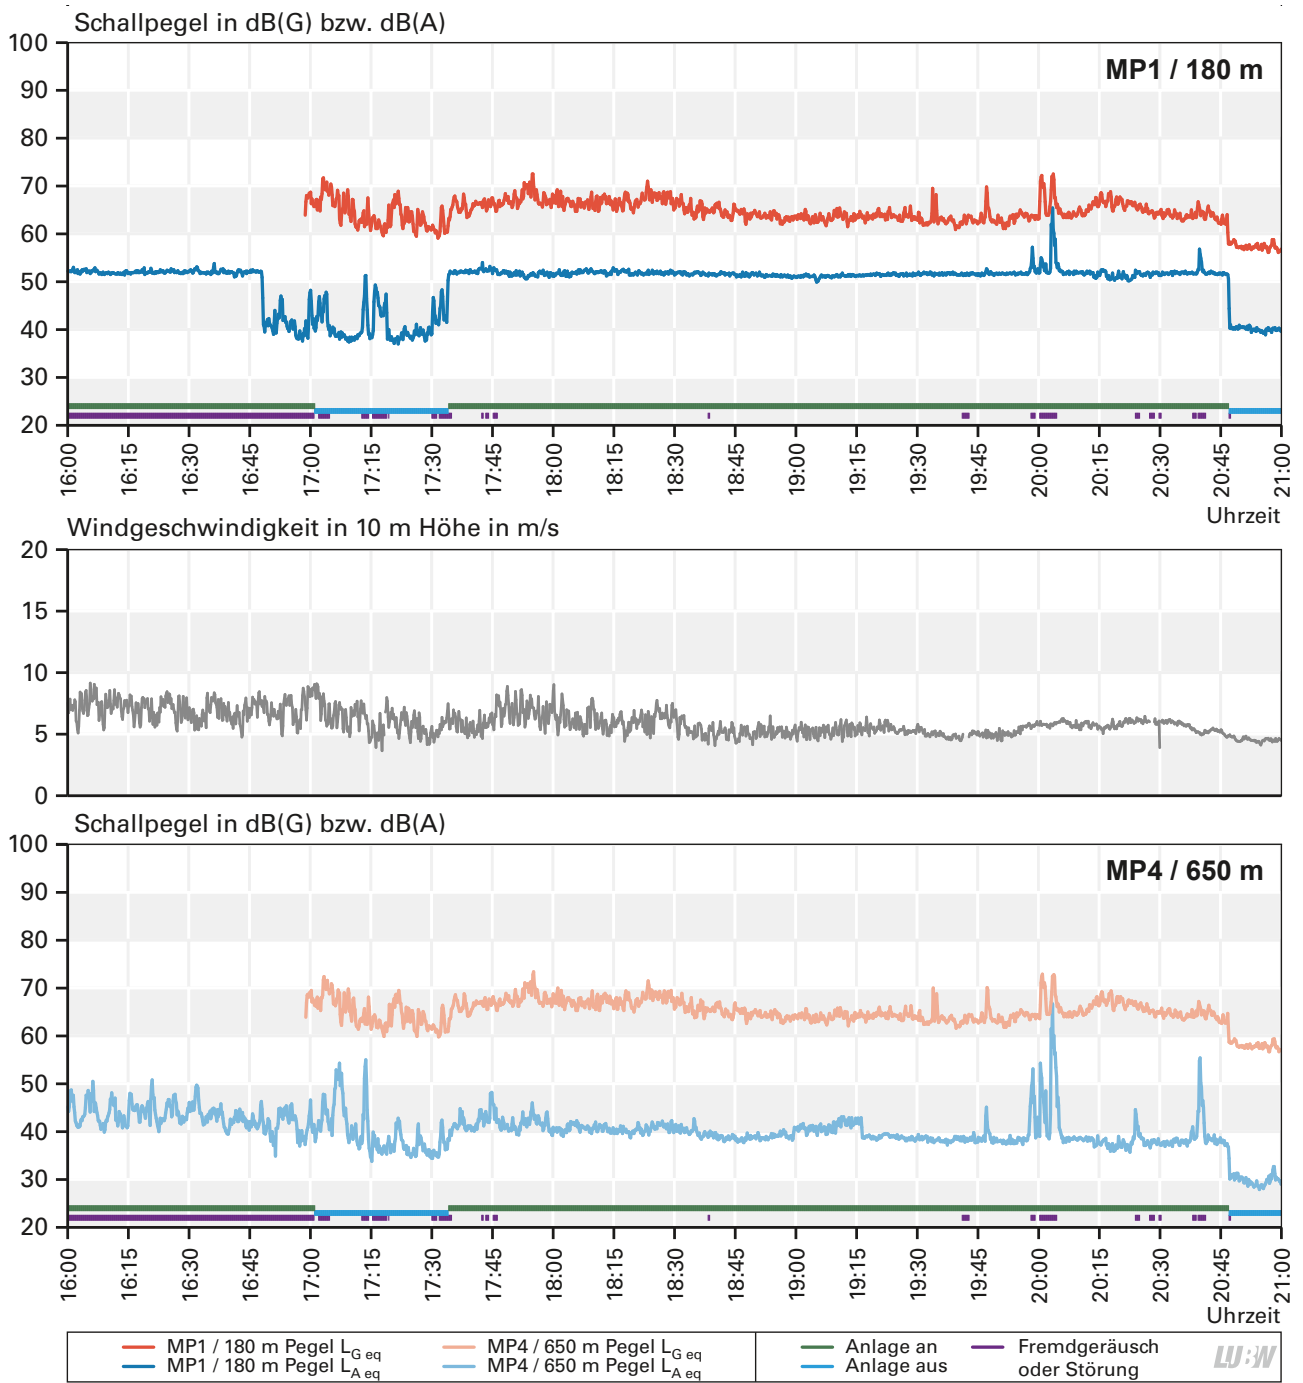 Schallpegel in dB(G) bzw. dB(A)
MP1 / 180 m
100
90
80
70
60
50
40
30
20
16:00 16:15 16:30 16:45 17:00 17:15 17:30 17:45 18:00 18:15 18:30 18:45 19:00 19:15 19:30 19:45 20:00 20:15 20:30 20:45 21:00
Uhrzeit
Windgeschwindigkeit in 10 m Höhe in m/s
20
15
10
5
0
Schallpegel in dB(G) bzw. dB(A)
MP4 / 650 m
100
90
80
70
60
50
40
30
20
16:00 16:15 16:30 16:45 17:00 17:15 17:30 17:45 18:00 18:15 18:30 18:45 19:00 19:15 19:30 19:45 20:00 20:15 20:30 20:45 21:00
Uhrzeit
MP1 / 180 m Pegel L G eq
MP1 / 180 m Pegel L A eq
MP4 / 650 m Pegel L G eq
MP4 / 650 m Pegel L A eq
Anlage an
Anlage aus
Fremdgeräusch
oder Störung
LUBW